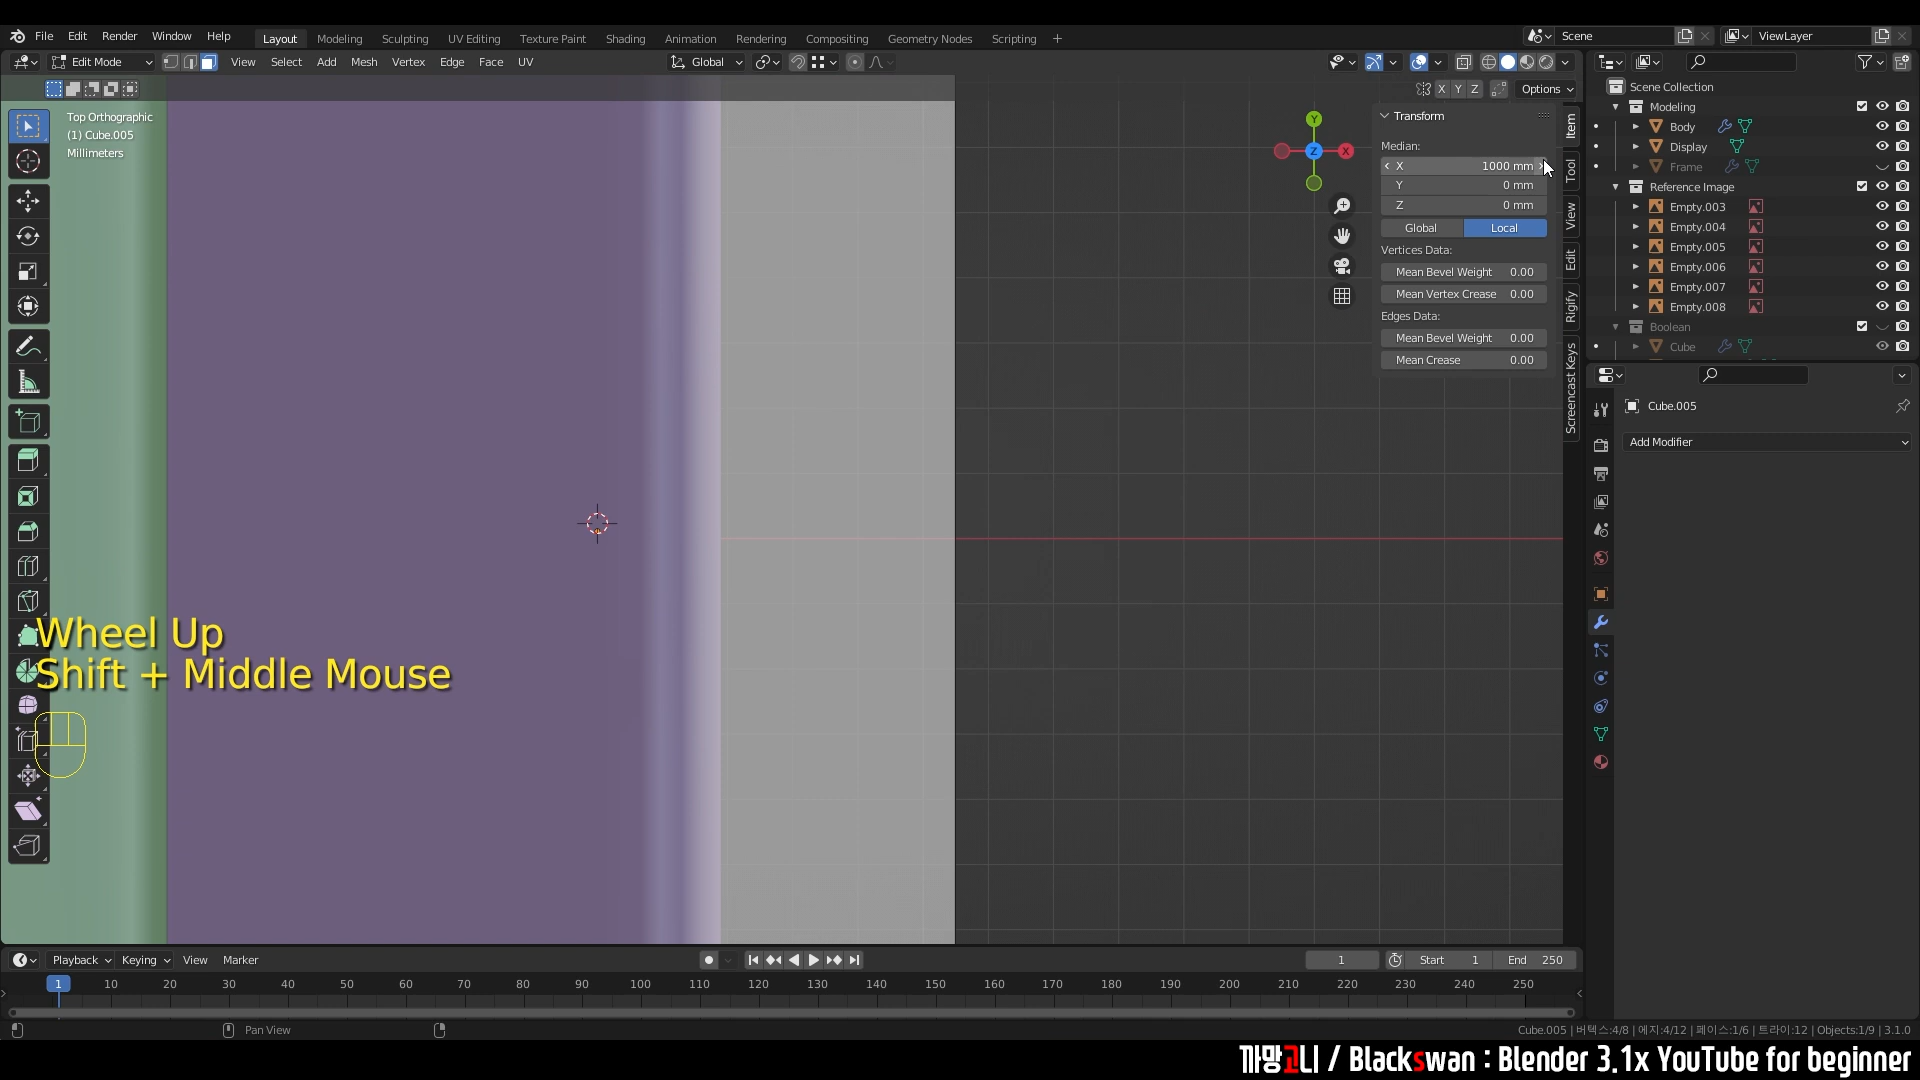 File Edit Render Window Help Layout Modeling Sculpting UV Editing Texture Paint Shading Animation Rendering Compositing Geometry Nodes Scripting + Scene ViewLayer
Edit Mode View Select Add Mesh Vertex Edge Face UV Global
X Y Z Options
Top Orthographic
(1) Cube.005
Millimeters
Y
Z
X
Transform
Median:
X 1000 mm
Y 0 mm
Z 0 mm
Global Local
Vertices Data:
Mean Bevel Weight 0.00
Mean Vertex Crease 0.00
Edges Data:
Mean Bevel Weight 0.00
Mean Crease 0.00
Item
Tool
View
Edit
Rigify
Screencast Keys
Scene Collection
Modeling
Body
Display
Frame
Reference Image
Empty.003
Empty.004
Empty.005
Empty.006
Empty.007
Empty.008
Boolean
Cube
Cube.005
Add Modifier
Wheel Up
Shift + Middle Mouse
Playback Keying View Marker 1 Start 1 End 250
1 10 20 30 40 50 60 70 80 90 100 110 120 130 140 150 160 170 180 190 200 210 220 230 240 250
Pan View
Cube.005 |버텍스:4/8 | 에지:4/12 | 페이스:1/6 | 트라이:12 | Objects:1/9 | 3.1.0
까망고니 / Blackswan : Blender 3.1x YouTube for beginner